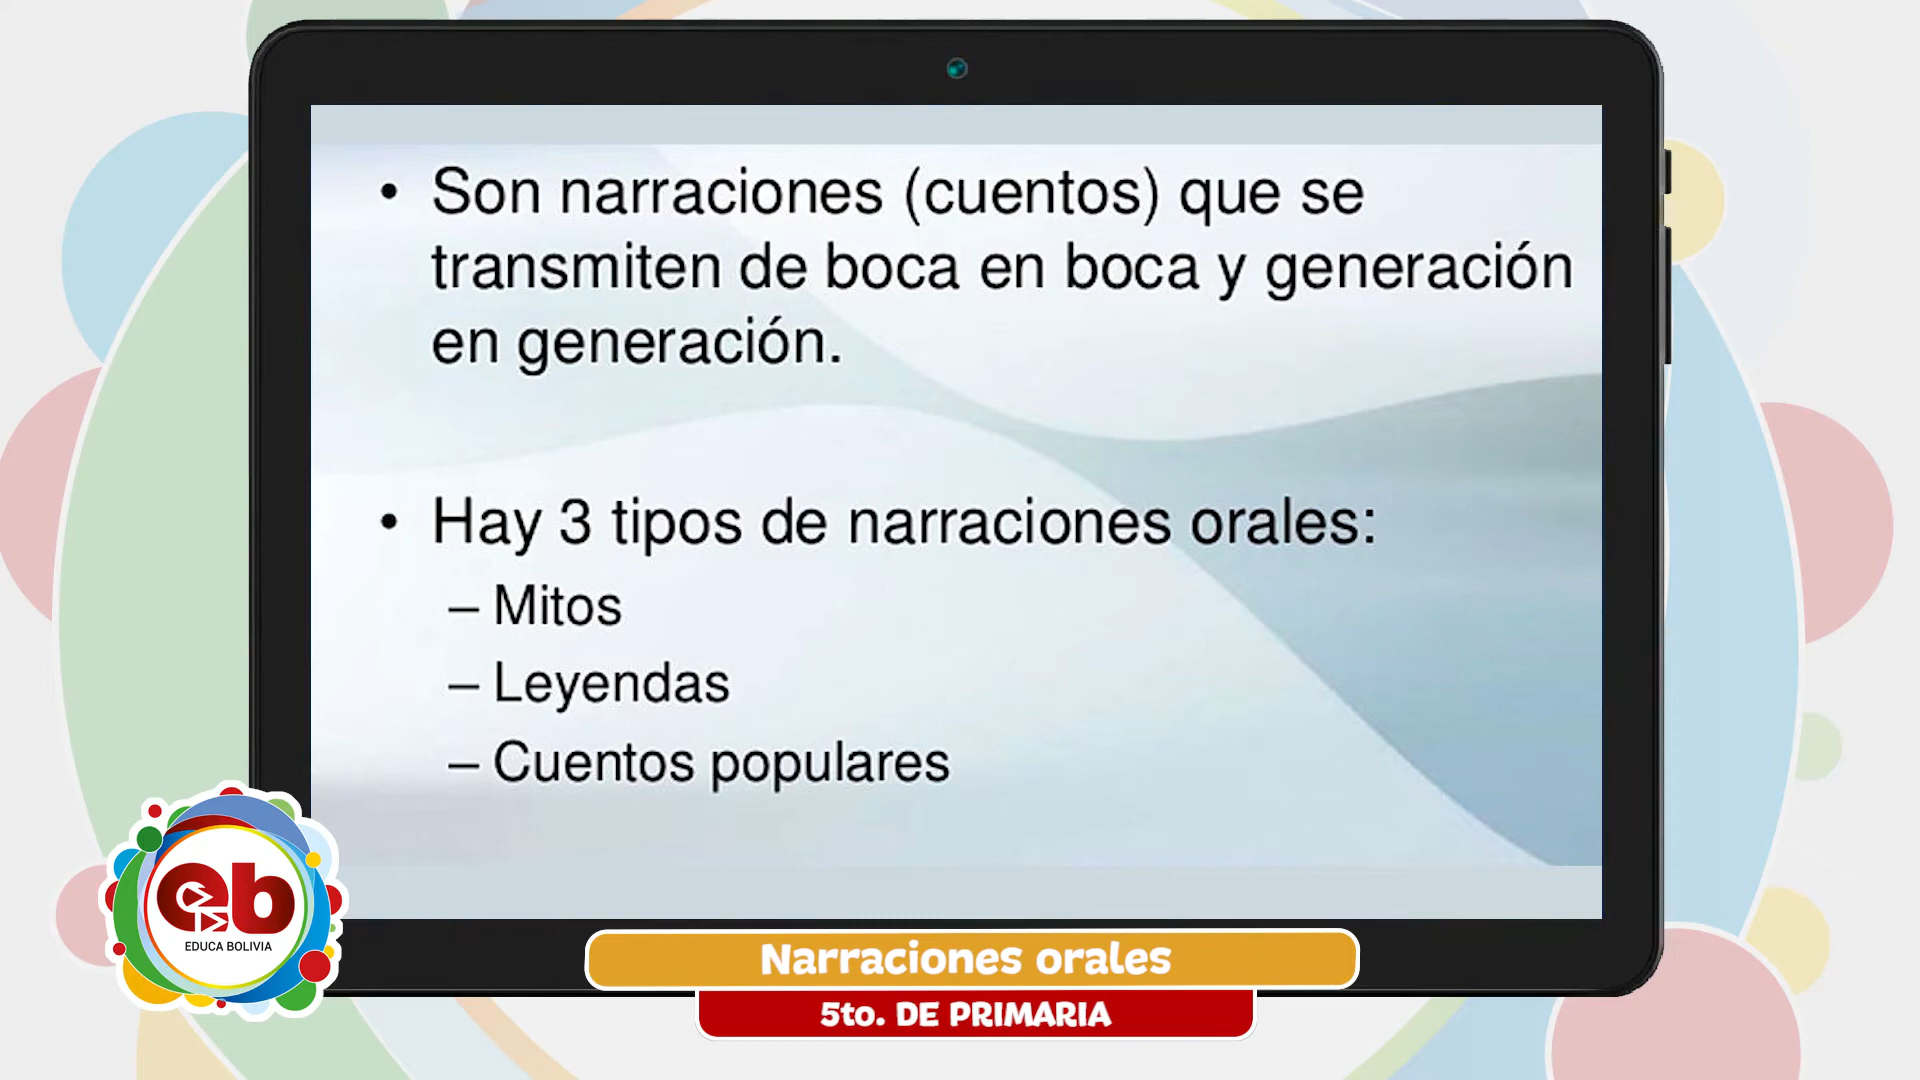 • Son narraciones (cuentos) que se
transmiten de boca en boca y generación
en generación.
• Hay 3 tipos de narraciones orales:
– Mitos
– Leyendas
– Cuentos populares
eb
EDUCA BOLIVIA
Narraciones orales
5to. DE PRIMARIA